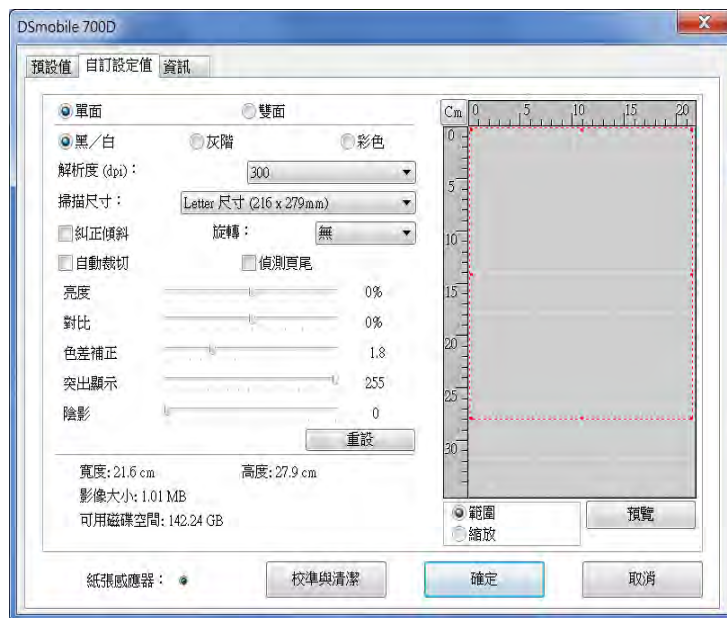 DSmobile 700D
預設值 自訂設定值 資訊
單面 雙面
黑／白 灰階 彩色
解析度 (dpi)： 300
掃描尺寸： Letter 尺寸 (216 x 279mm)
糾正傾斜 旋轉： 無
自動裁切 偵測頁尾
亮度 0%
對比 0%
色差補正 1.8
突出顯示 255
陰影 0
重設
寬度: 21.6 cm 高度: 27.9 cm
影像大小: 1.01 MB
可用磁碟空間: 142.24 GB
Cm 0 5 10 15 20
0
5
10
15
20
25
30
範圍
縮放
預覽
紙張感應器： 校準與清潔 確定 取消